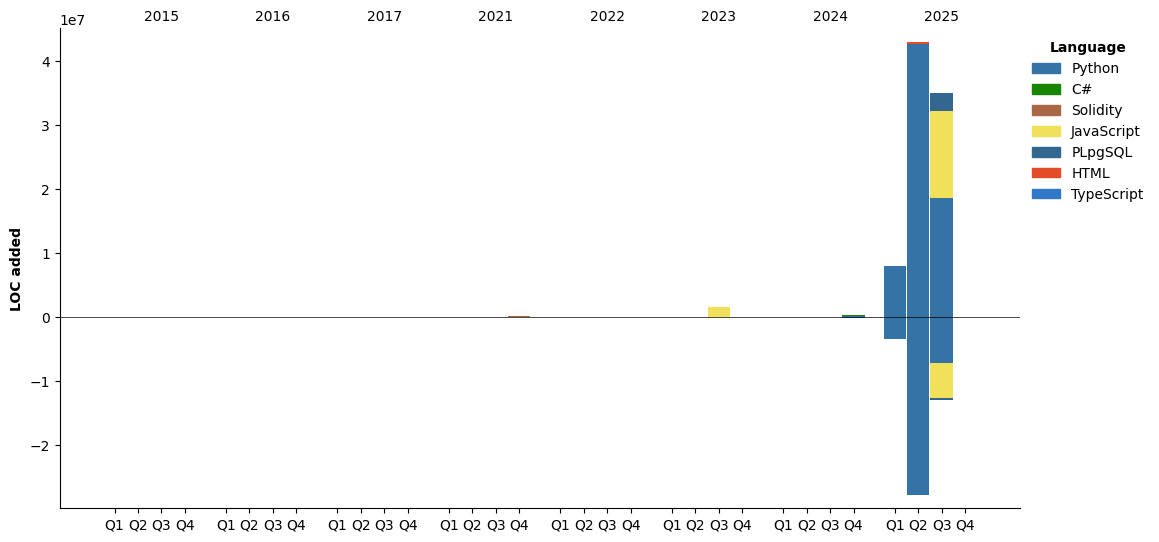 1e7
2015 2016 2017 2021 2022 2023 2024 2025
LOC added
4
3
2
1
0
−1
−2
Q1 Q2 Q3 Q4 Q1 Q2 Q3 Q4 Q1 Q2 Q3 Q4 Q1 Q2 Q3 Q4 Q1 Q2 Q3 Q4 Q1 Q2 Q3 Q4 Q1 Q2 Q3 Q4 Q1 Q2 Q3 Q4
Language
Python
C#
Solidity
JavaScript
PLpgSQL
HTML
TypeScript